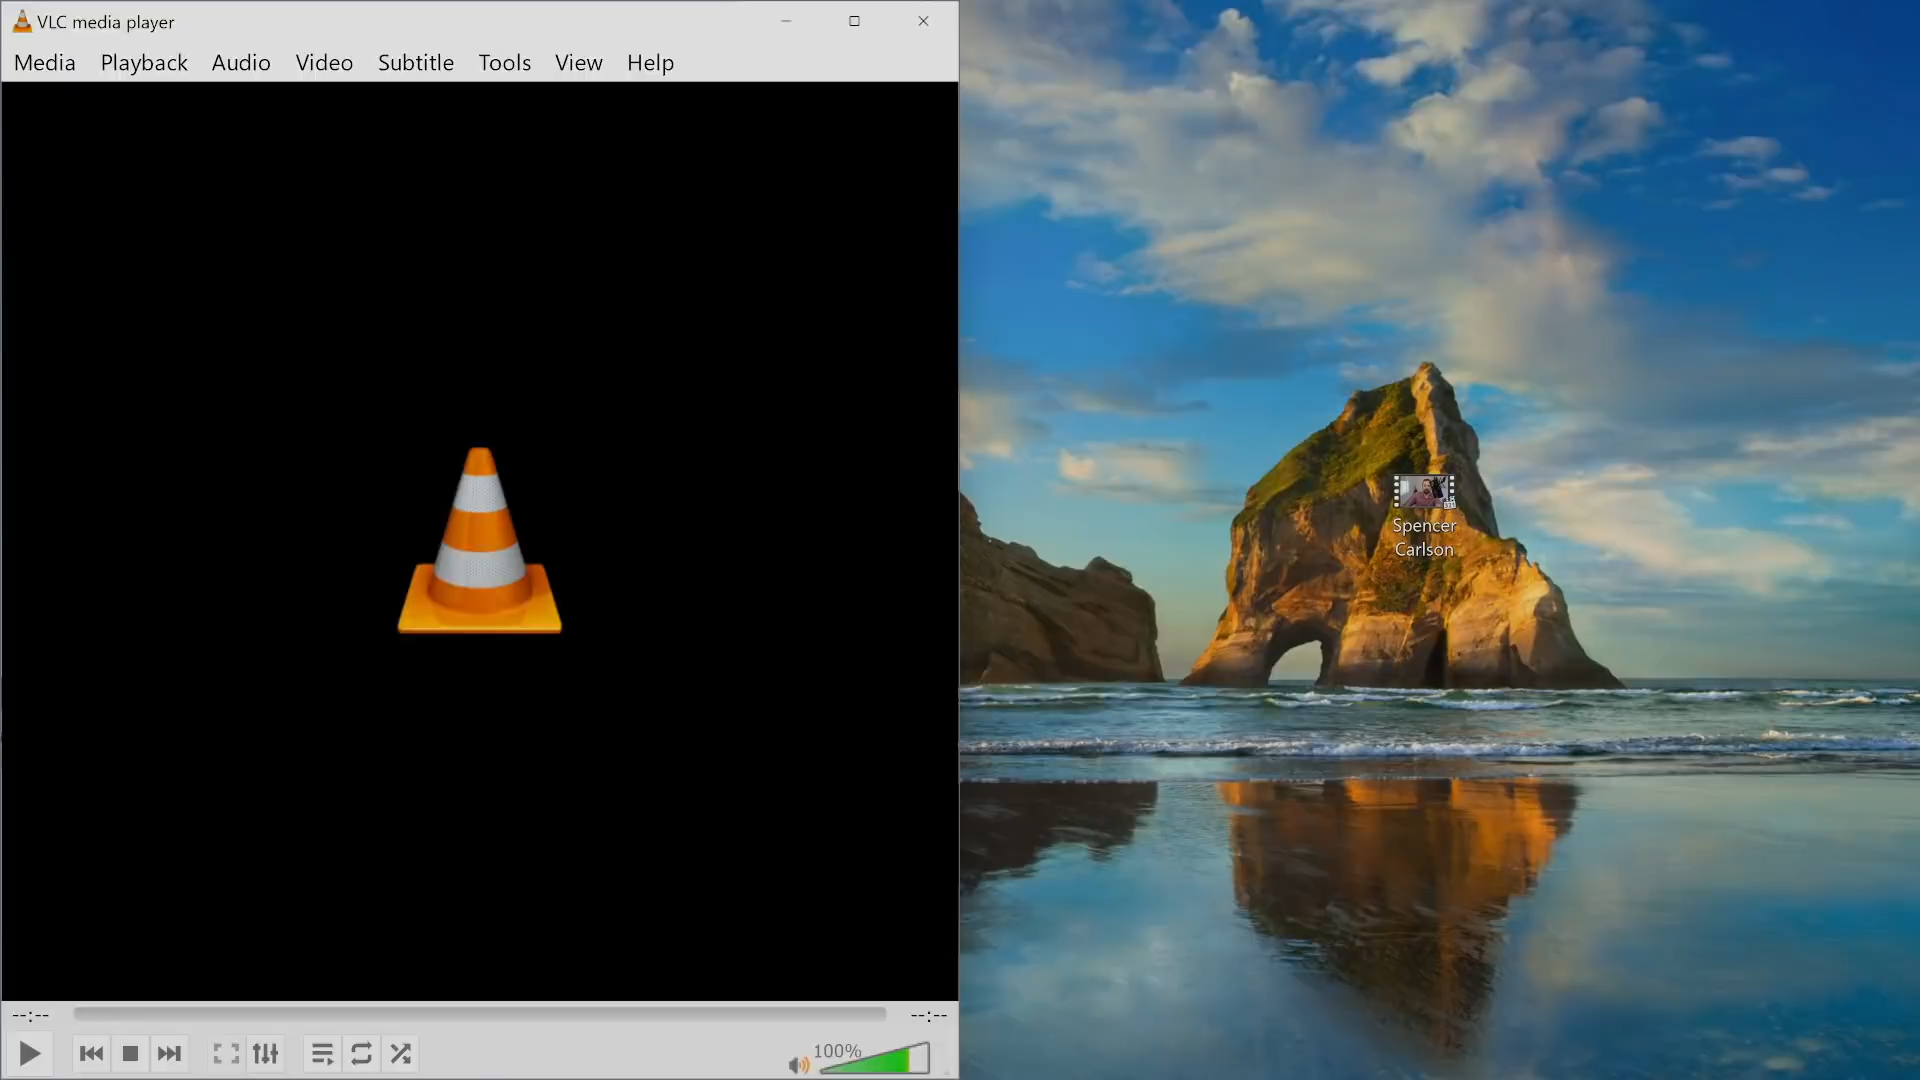 VLC media player
Media Playback Audio Video Subtitle Tools View Help
Spencer
Carlson
--:-- --:--
100%